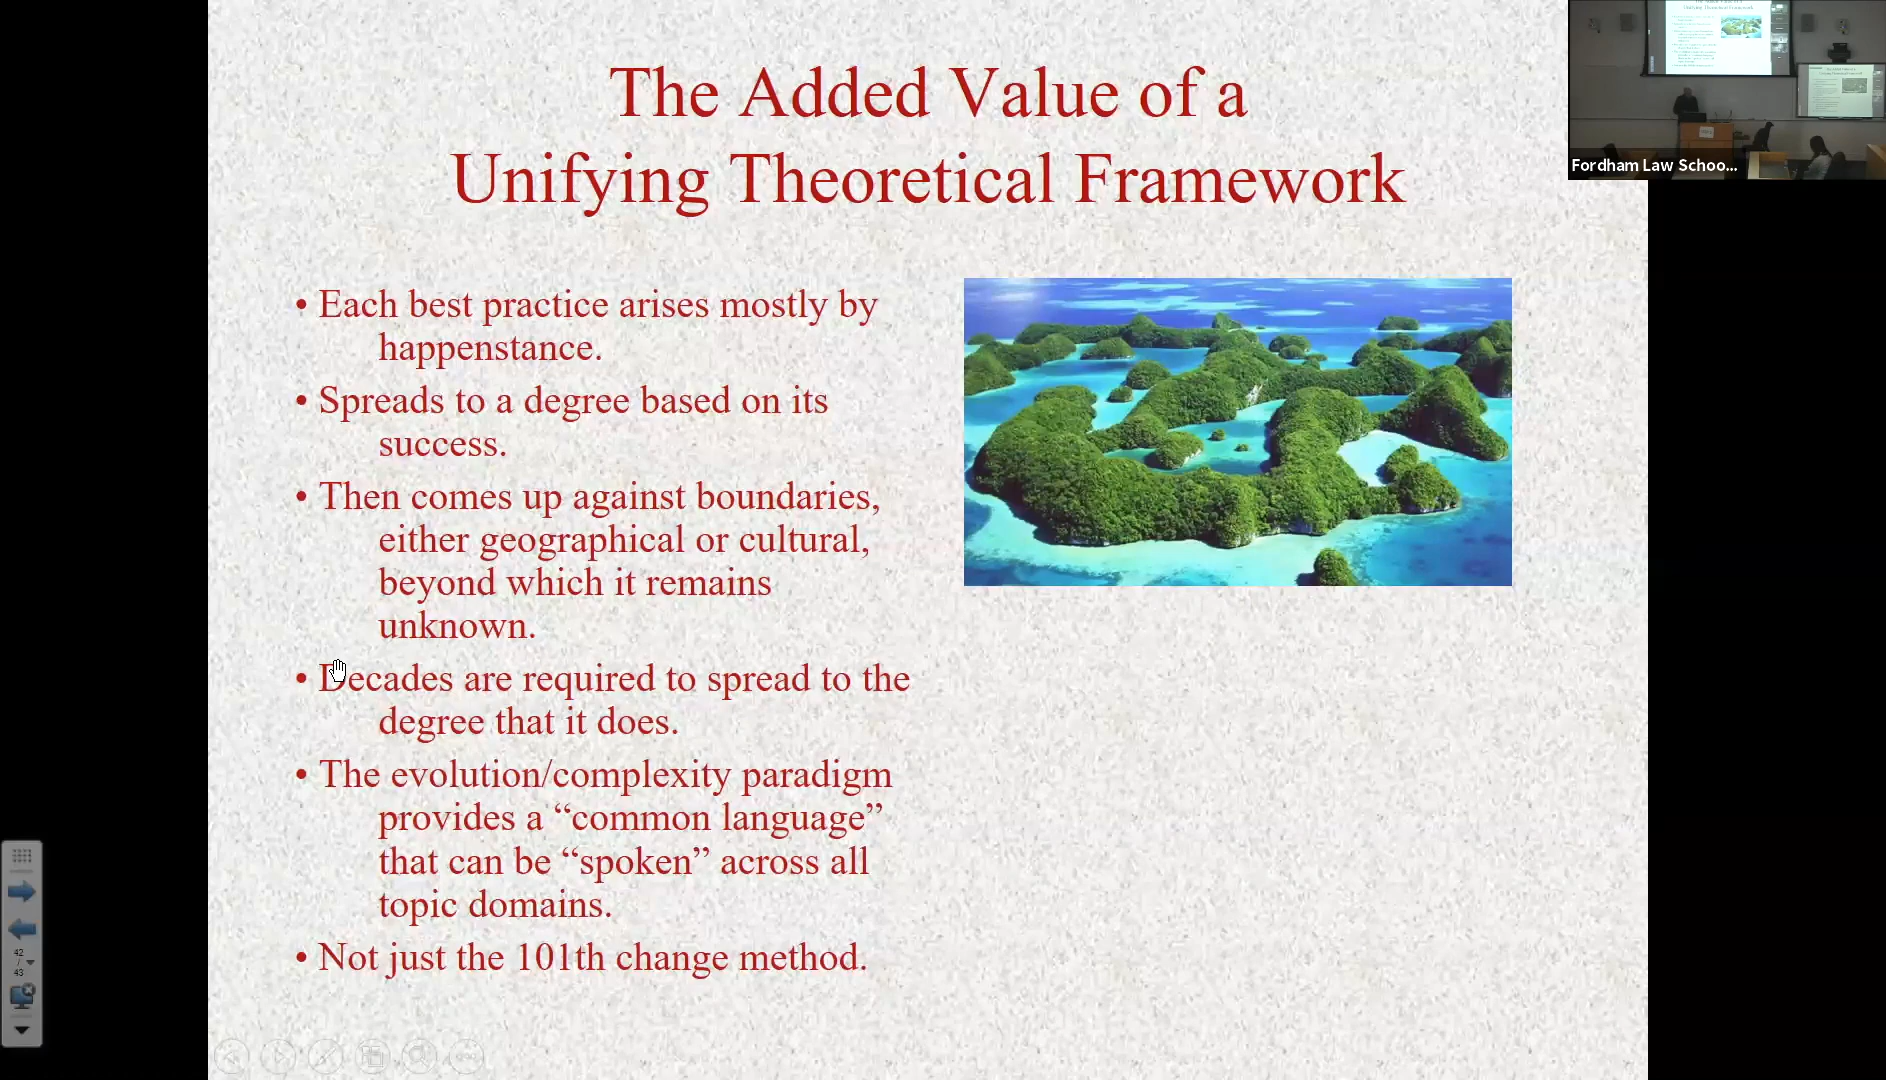 The Added Value of a
Unifying Theoretical Framework
• Each best practice arises mostly by
happenstance.
• Spreads to a degree based on its
success.
• Then comes up against boundaries,
either geographical or cultural,
beyond which it remains
unknown.
• Decades are required to spread to the
degree that it does.
• The evolution/complexity paradigm
provides a “common language”
that can be “spoken” across all
topic domains.
• Not just the 101th change method.
Fordham Law Schoo...
42
/
43